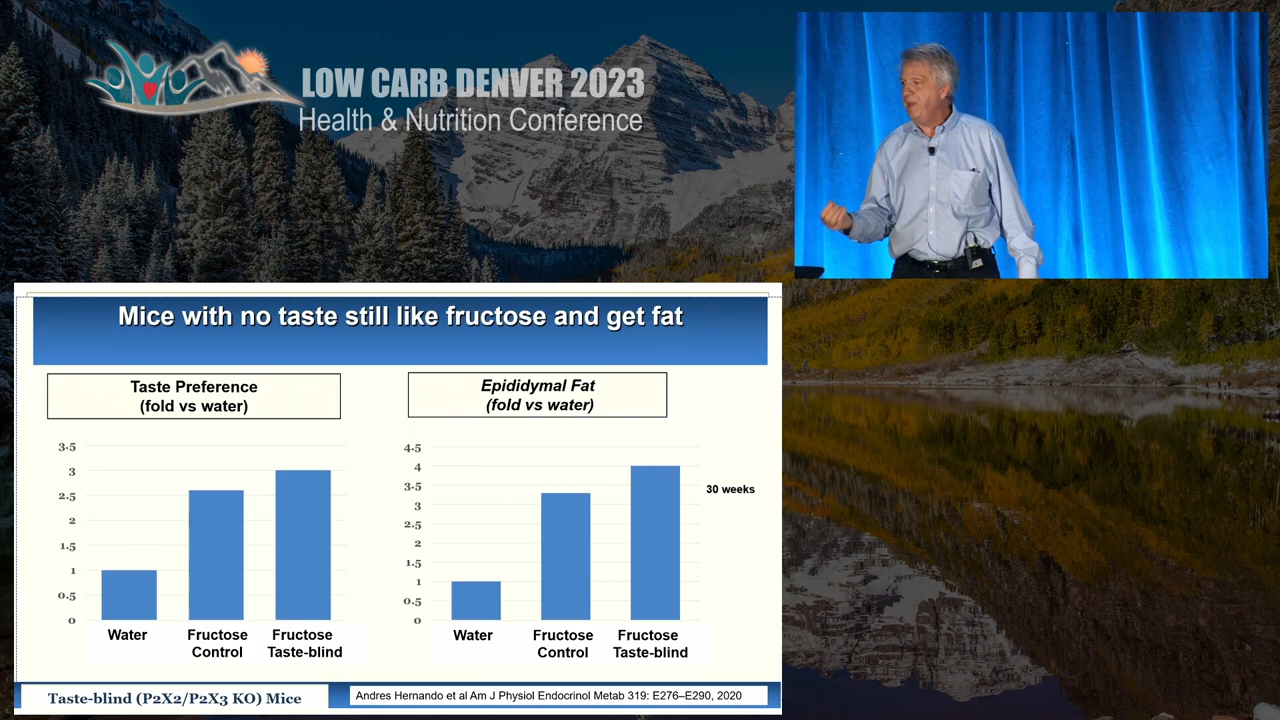 LOW CARB DENVER 2023
Health & Nutrition Conference
Mice with no taste still like fructose and get fat
Taste Preference
(fold vs water)
3.5
3
2.5
2
1.5
1
0.5
0
Water
Fructose
Control
Fructose
Taste-blind
Epididymal Fat
(fold vs water)
4.5
4
3.5
3
2.5
2
1.5
1
0.5
0
Water
Fructose
Control
Fructose
Taste-blind
30 weeks
Taste-blind (P2X2/P2X3 KO) Mice
Andres Hernando et al Am J Physiol Endocrinol Metab 319: E276–E290, 2020